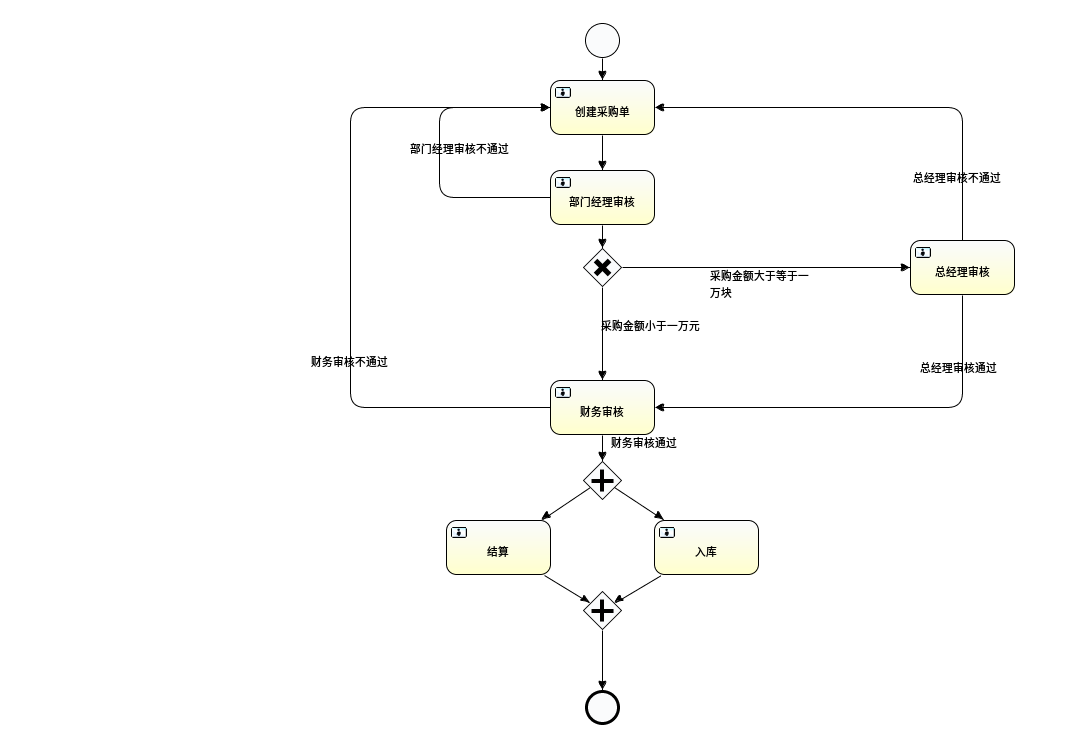 创建采购单
部门经理审核不通过
总经理审核不通过
部门经理审核
总经理审核
采购金额大于等于一
万块
采购金额小于一万元
财务审核不通过
总经理审核通过
财务审核
财务审核通过
结算
入库